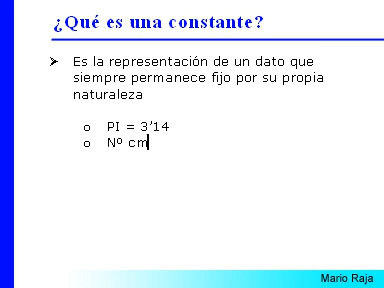 ¿Qué es una constante?
Es la representación de un dato que
siempre permanece fijo por su propia
naturaleza
o PI = 3'14
o Nº cm
Mario Raja